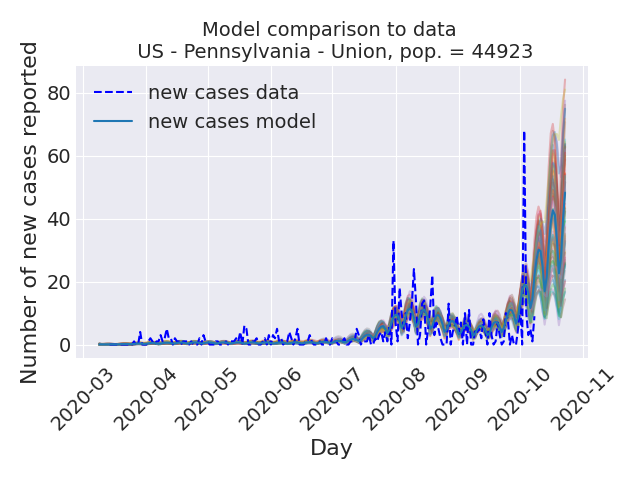 Model comparison to data
US - Pennsylvania - Union, pop. = 44923
Number of new cases reported
80
60
40
20
0
new cases data
new cases model
2020-03
2020-04
2020-05
2020-06
2020-07
2020-08
2020-09
2020-10
2020-11
Day